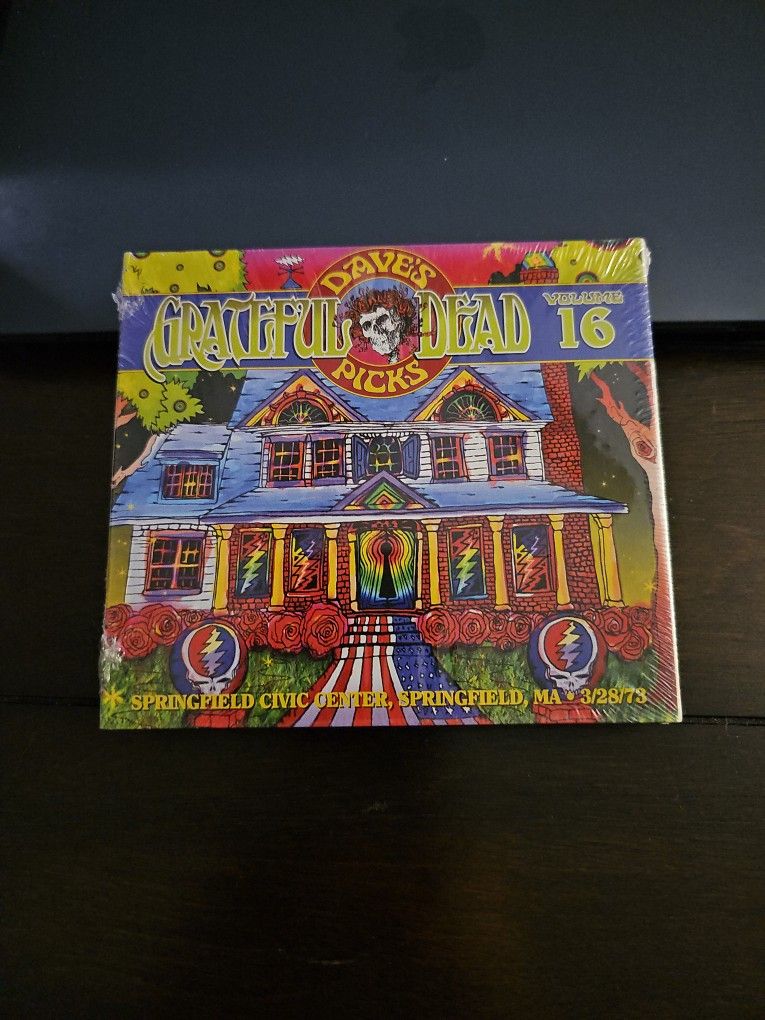 DAVE'S
GRATEFUL DEAD
VOLUME
16
PICKS
SPRINGFIELD CIVIC CENTER, SPRINGFIELD, MA • 3/28/73